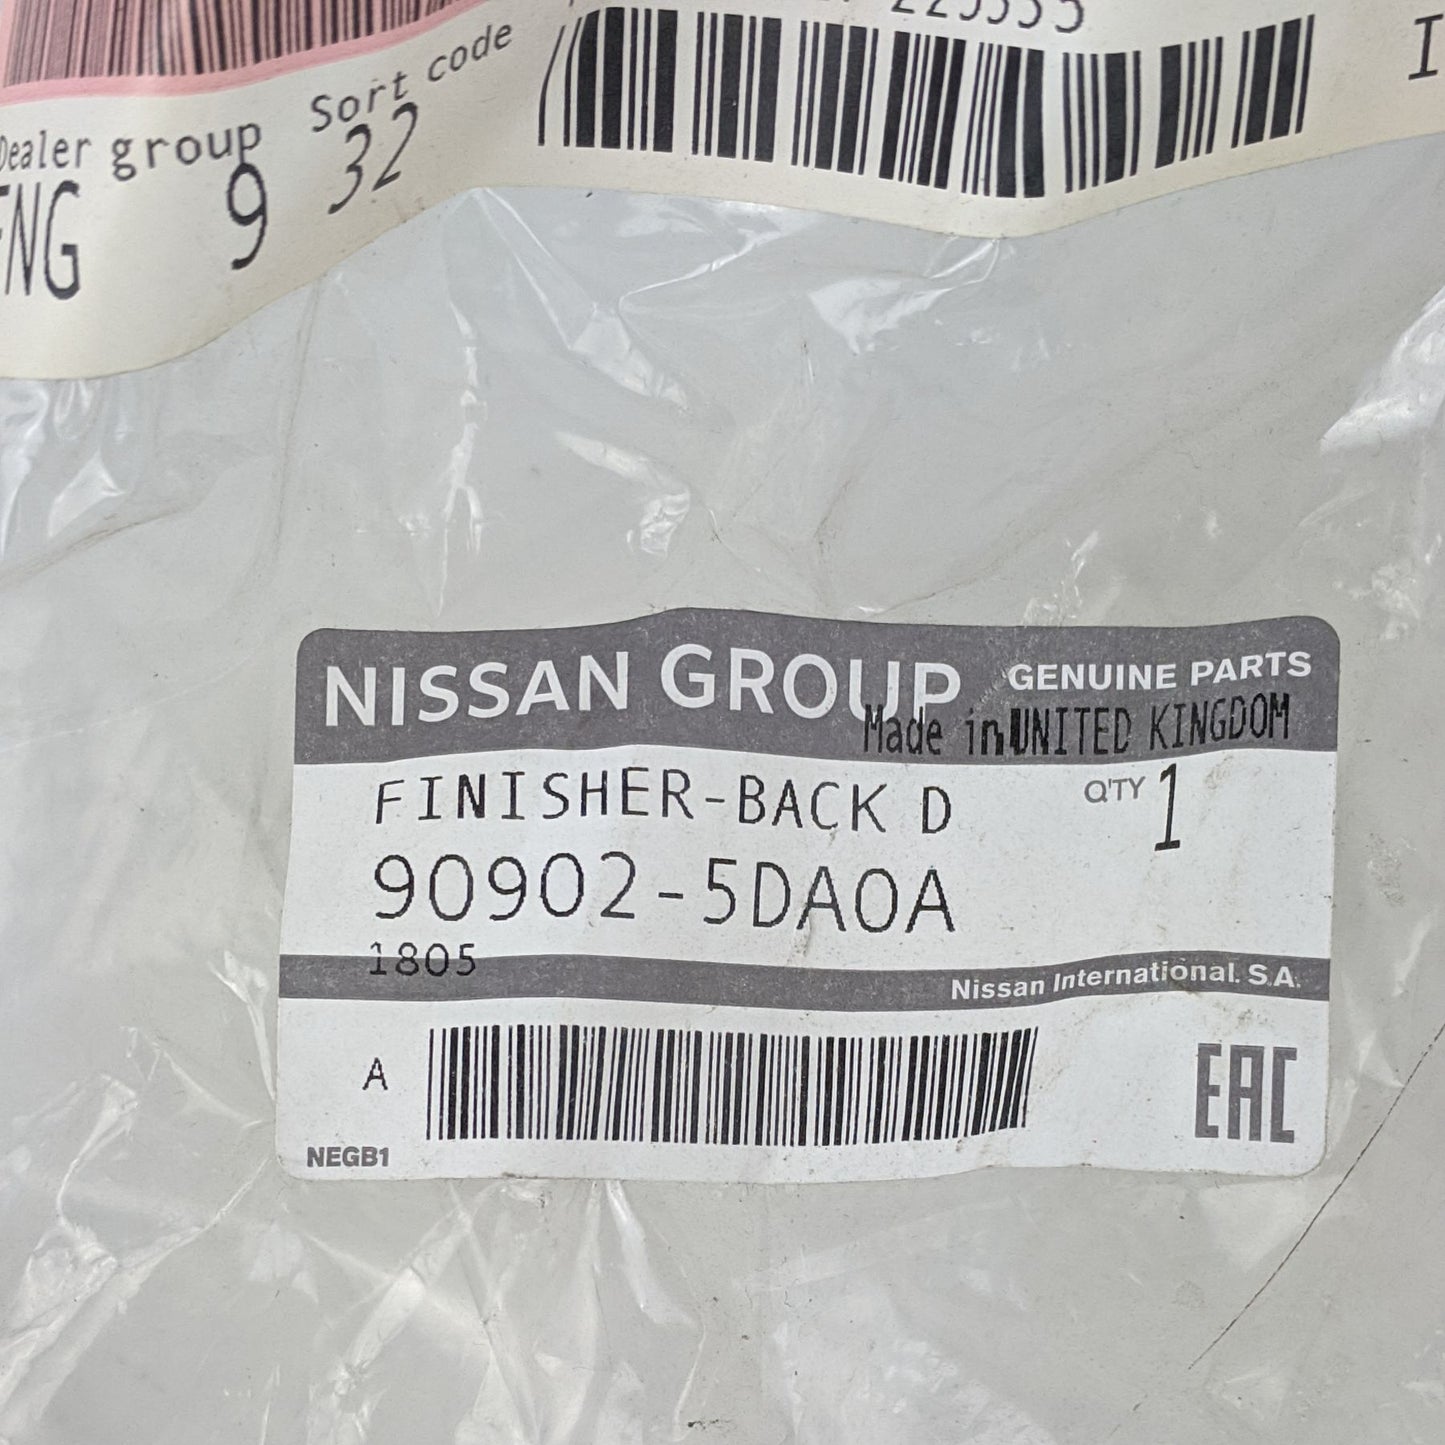 Sort code
Dealer group
32
9
NISSAN GROUP GENUINE PARTS
Made in UNITED KINGDOM
FINISHER-BACK D Q'TY 1
90902-5DA0A
1805
Nissan International. S.A.
A
EAC
NEGB1